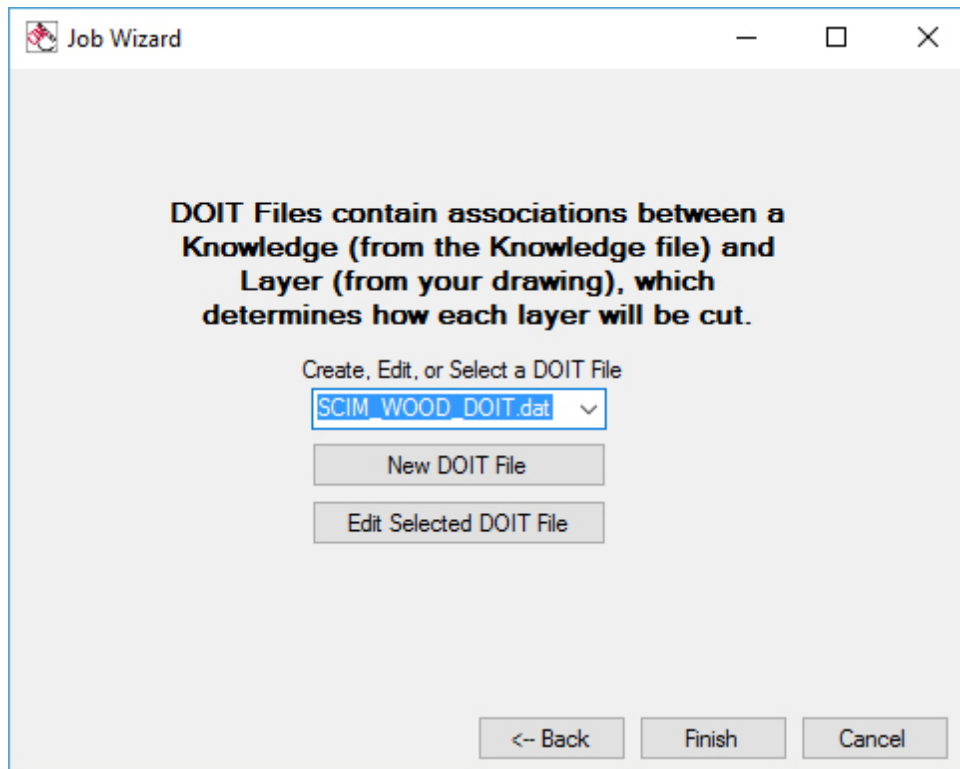 Job Wizard
DOIT Files contain associations between a
Knowledge (from the Knowledge file) and
Layer (from your drawing), which
determines how each layer will be cut.
Create, Edit, or Select a DOIT File
SCIM_WOOD_DOIT.dat
New DOIT File
Edit Selected DOIT File
<-- Back
Finish
Cancel